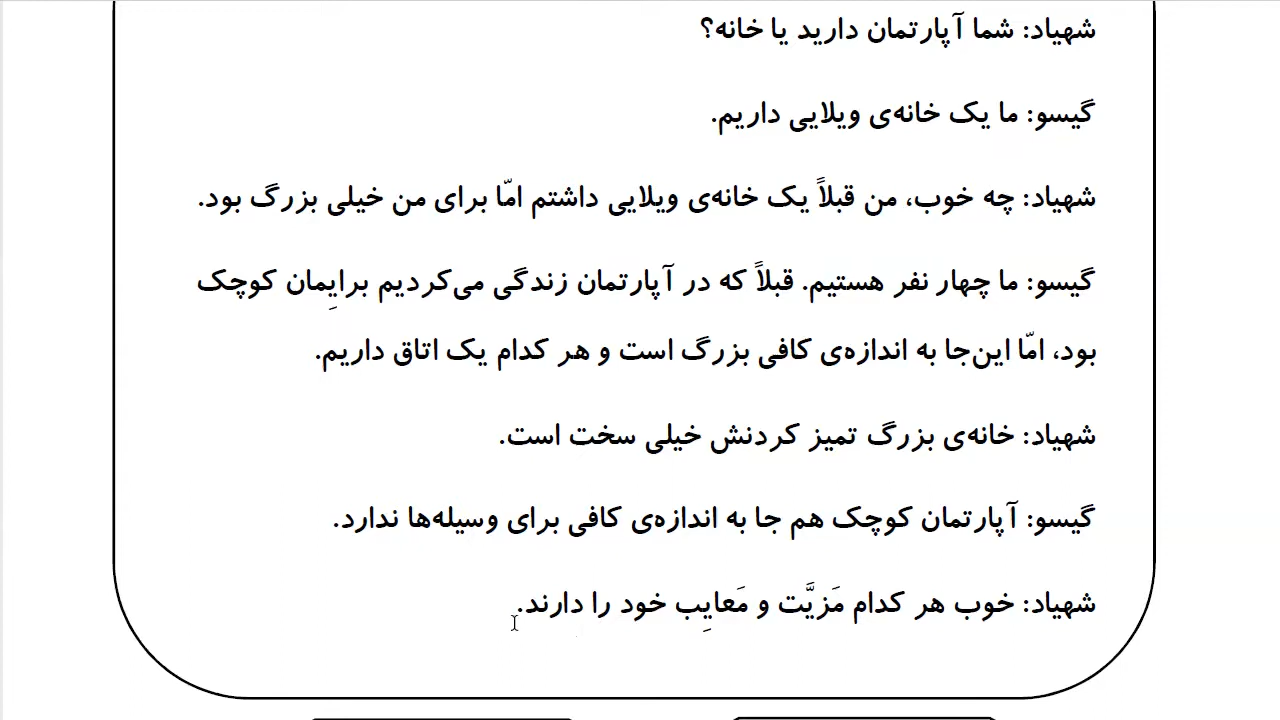 شهیاد: شما آپارتمان دارید یا خانه؟
گیسو: ما یک خانه‌ی ویلایی داریم.
شهیاد: چه خوب، من قبلاً یک خانه‌ی ویلایی داشتم امّا برای من خیلی بزرگ بود.
گیسو: ما چهار نفر هستیم. قبلاً که در آپارتمان زندگی می‌کردیم برایِمان کوچک
بود، امّا این‌جا به اندازه‌ی کافی بزرگ است و هر کدام یک اتاق داریم.
شهیاد: خانه‌ی بزرگ تمیز کردنش خیلی سخت است.
گیسو: آپارتمان کوچک هم جا به اندازه‌ی کافی برای وسیله‌ها ندارد.
شهیاد: خوب هر کدام مَزیَّت و مَعایِب خود را دارند.